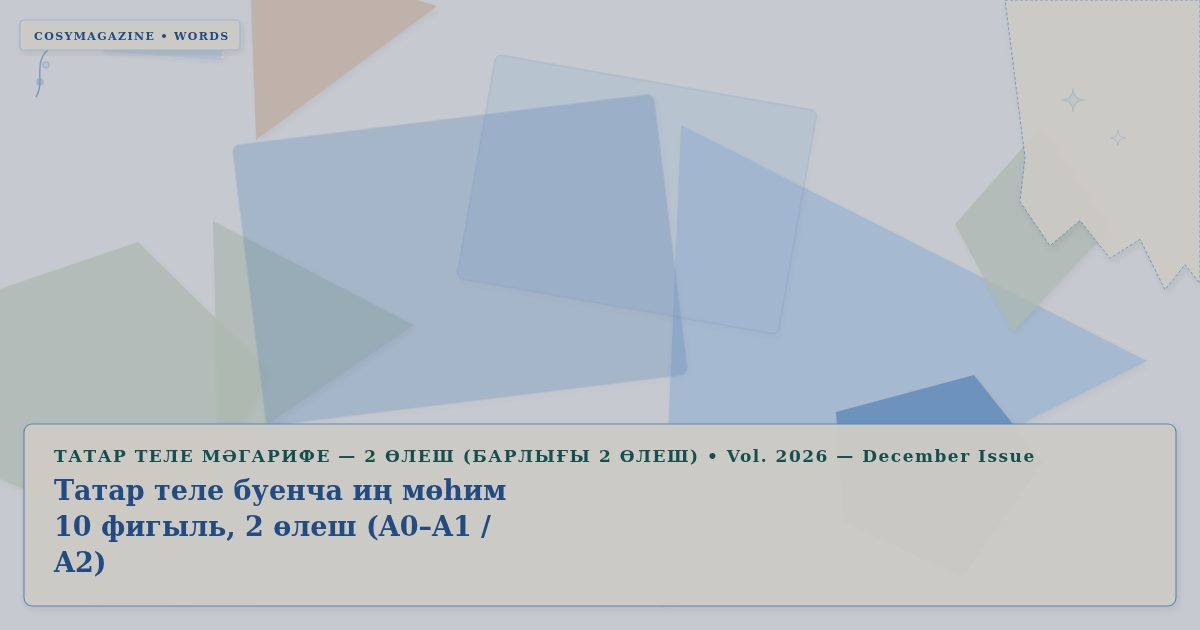 COSYMAGAZINE • WORDS
ТАТАР ТЕЛЕ МӘГАРИФЕ — 2 ӨЛЕШ (БАРЛЫҒЫ 2 ӨЛЕШ) • Vol. 2026 — December Issue
Татар теле буенча иң мөһим
10 фигыль, 2 өлеш (A0–A1 /
A2)